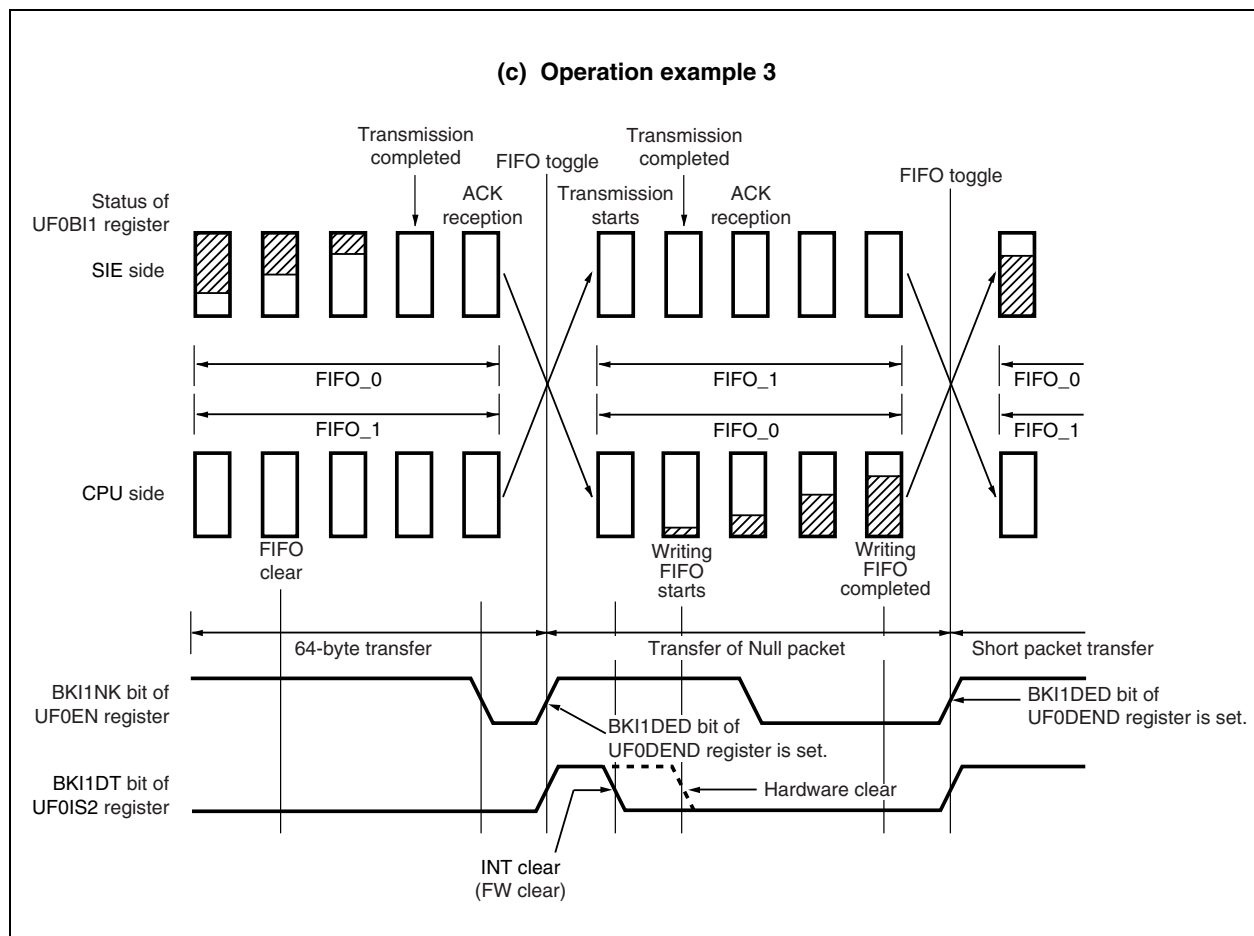 (c) Operation example 3
Transmission
completed
FIFO toggle
Transmission
completed
FIFO toggle
Status of
UF0BI1 register
ACK
reception
Transmission
starts
ACK
reception
SIE side
FIFO_0
FIFO_1
FIFO_0
FIFO_1
FIFO_0
FIFO_1
CPU side
FIFO
clear
Writing
FIFO
starts
Writing
FIFO
completed
64-byte transfer
Transfer of Null packet
Short packet transfer
BKI1NK bit of
UF0EN register
BKI1DED bit of
UF0DEND register is set.
BKI1DED bit of
UF0DEND register is set.
BKI1DT bit of
UF0IS2 register
Hardware clear
INT clear
(FW clear)